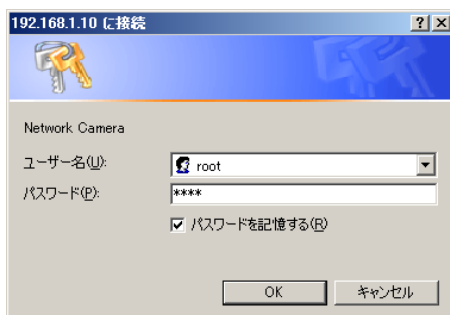 192.168.1.10 に接続
Network Camera
ユーザー名(U):
root
パスワード(P):
****
パスワードを記憶する(R)
OK
キャンセル